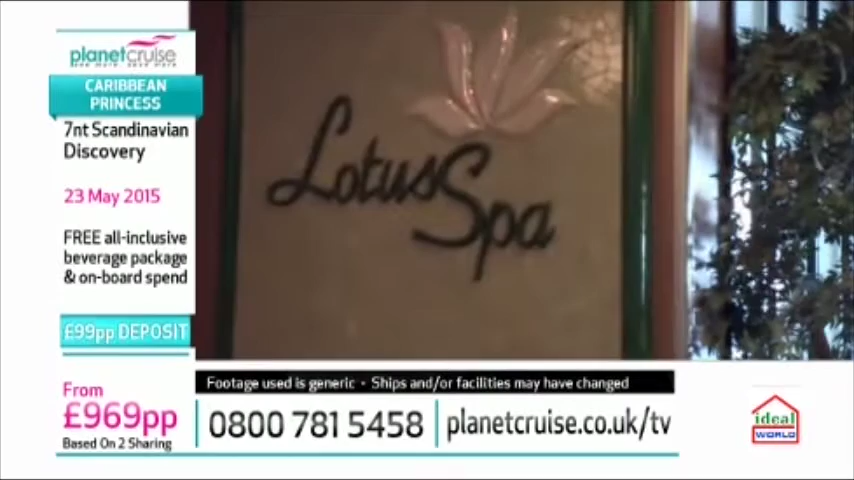 planetcruise
CARIBBEAN
PRINCESS
7nt Scandinavian
Discovery
23 May 2015
FREE all-inclusive
beverage package
& on-board spend
£99pp DEPOSIT
From
£969pp
Based On 2 Sharing
Lotus
Spa
Footage used is generic • Ships and/or facilities may have changed
0800 781 5458
planetcruise.co.uk/tv
ideal
WORLD